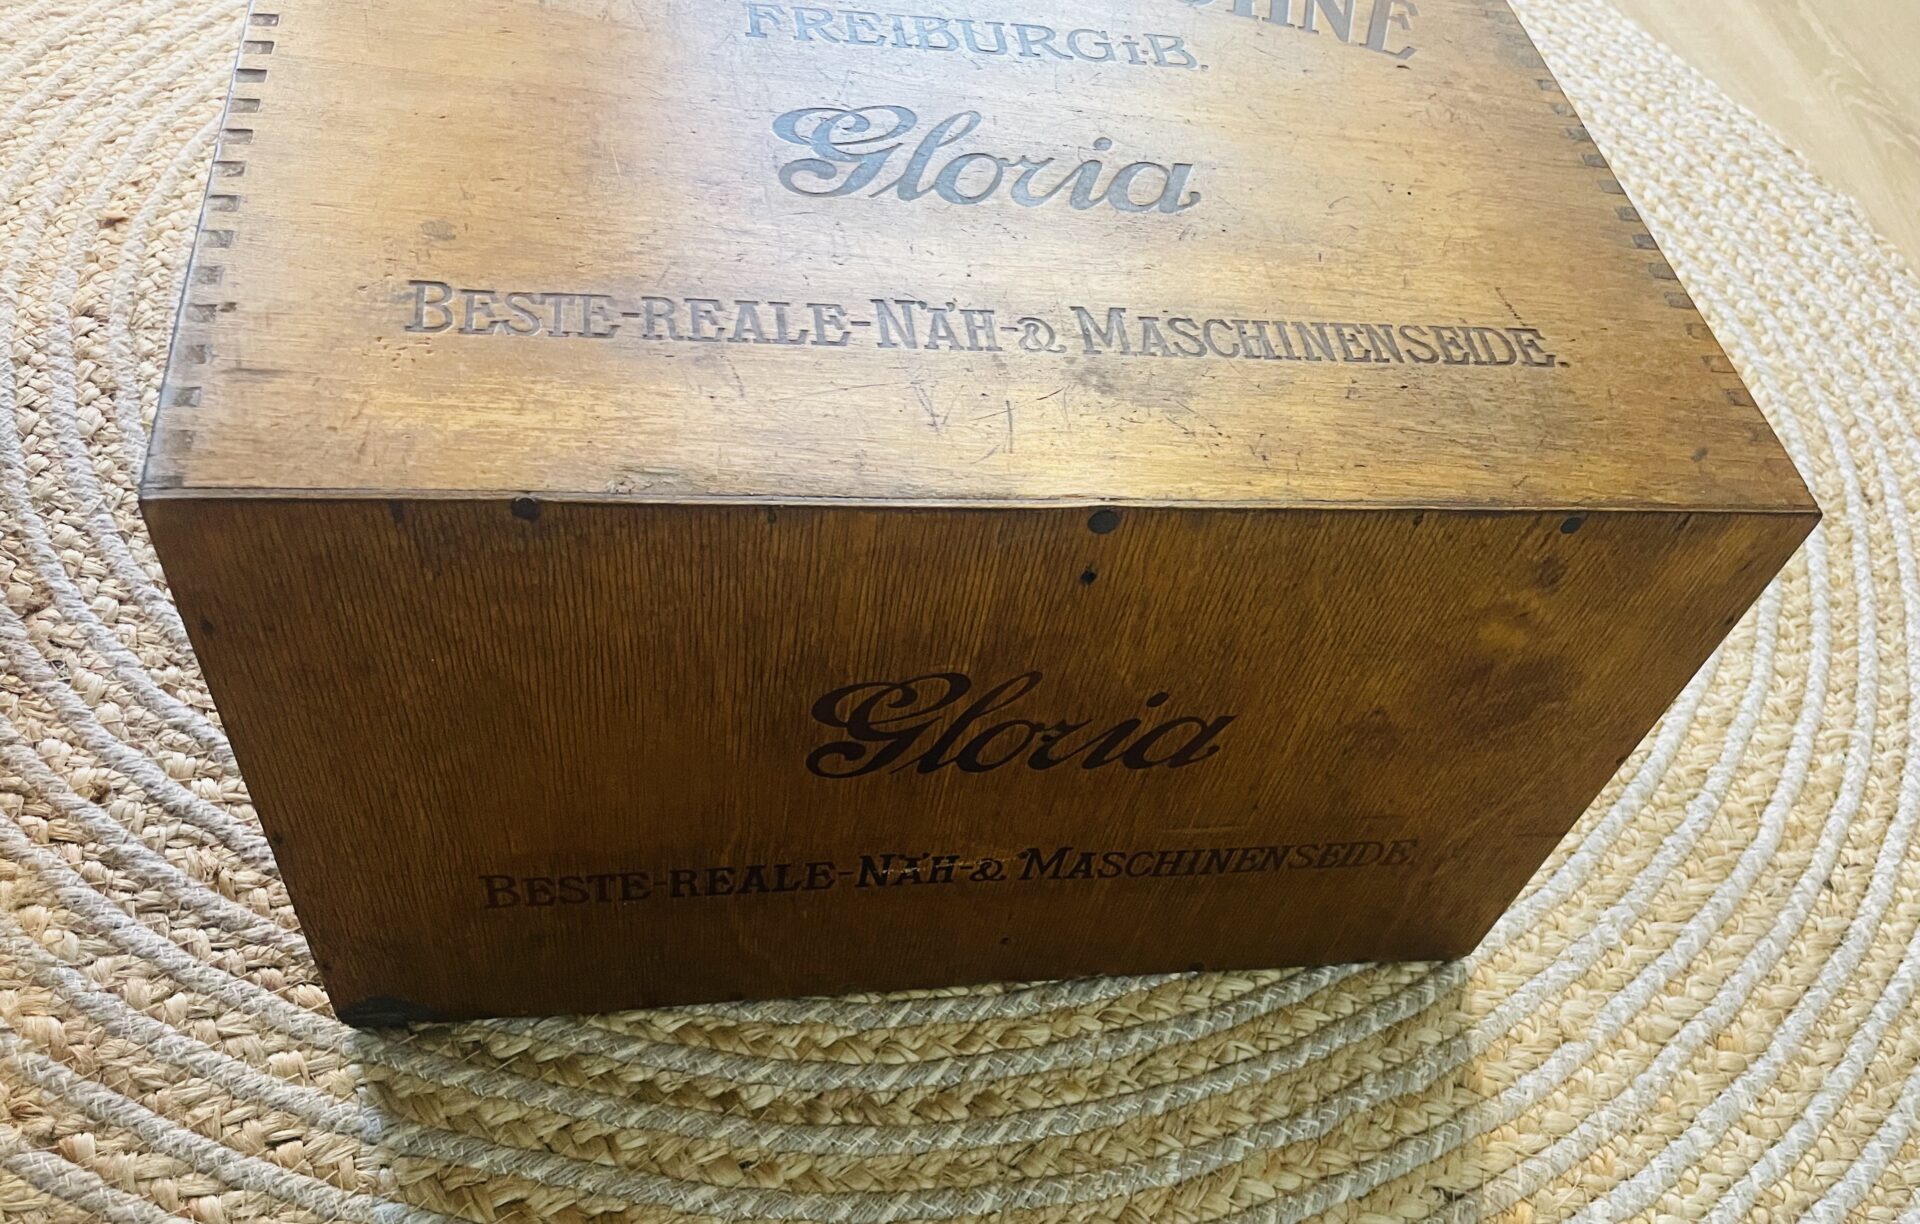 FREIBURG i.B.
Gloria
BESTE-REALE-NÄH-& MASCHINENSEIDE.
Gloria
BESTE-REALE-NÄH-& MASCHINENSEIDE.